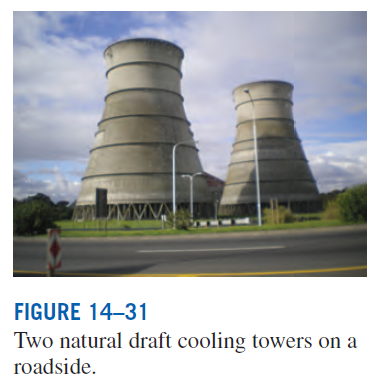 FIGURE 14–31
Two natural draft cooling towers on a
roadside.